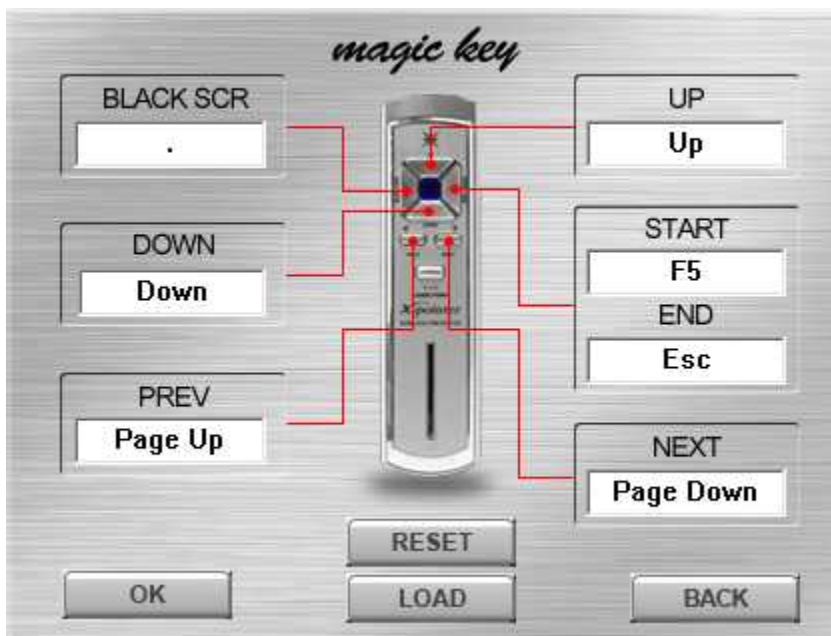 magic key
BLACK SCR
.
UP
Up
DOWN
Down
START
F5
END
Esc
PREV
Page Up
NEXT
Page Down
X-pointer
RESET
OK
LOAD
BACK